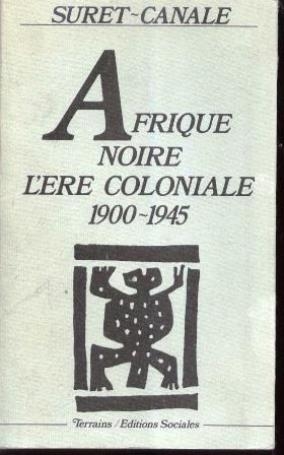 SURET~CANALE
AFRIQUE
NOIRE
L'ERE COLONIALE
1900~1945
Terrains / Editions Sociales